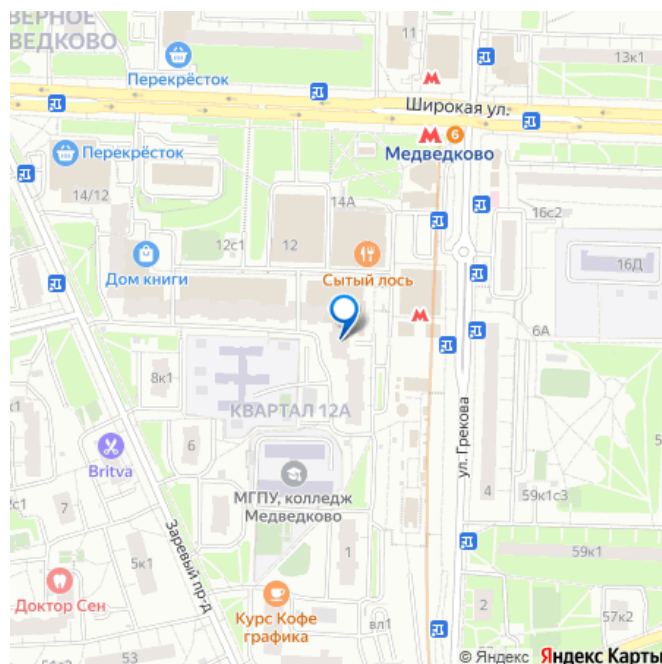 ВЕРНОЕ
ВЕДКОВО
11
13к1
Перекрёсток
М
Широкая ул.
М 6
Медведково
Перекрёсток
14/12
14А
16с2
12с1
12
16Д
Дом книги
Сытый лось
М
6А
8к1
к1
КВАРТАЛ 12А
ул. Грекова
6
Britva
МГПУ, колледж
Медведково
4
59к1с3
7
Заревый пр-д
1
59к1
5к1
Доктор Сен
Курс Кофе
графика
вл1
2
57к2
53
© Яндекс Яндекс Карты